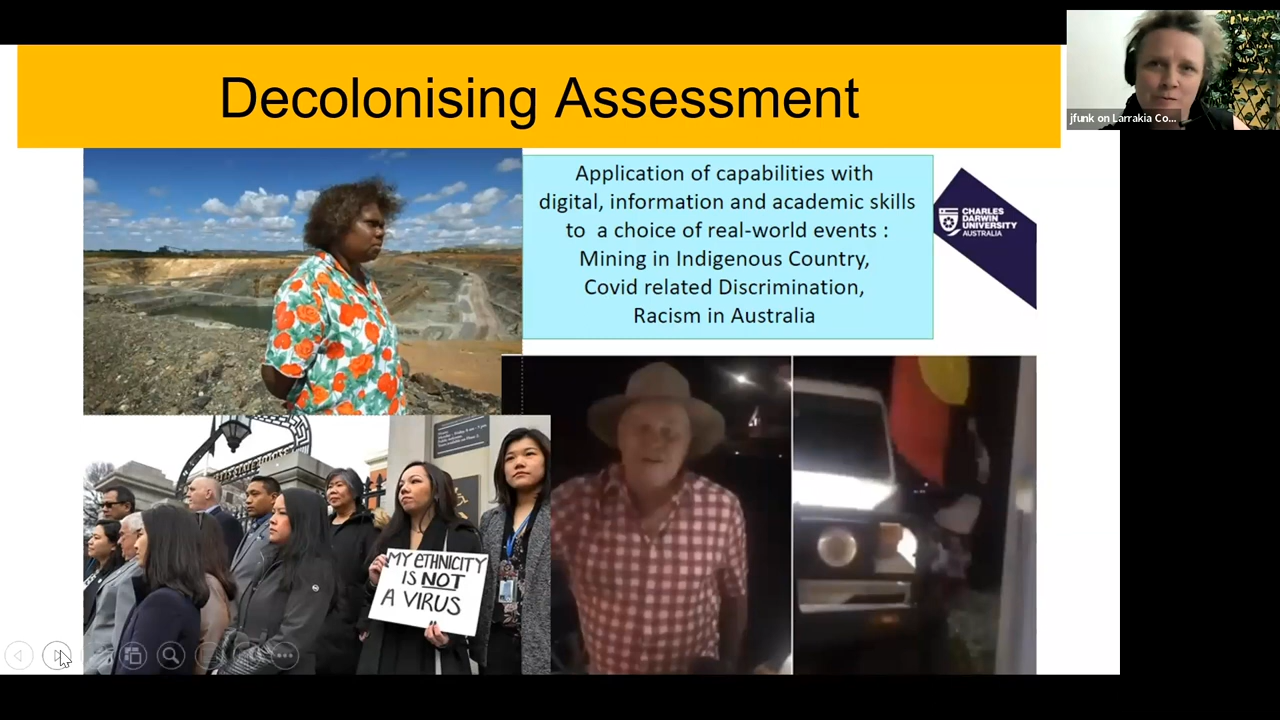 Decolonising Assessment
jfunk on Larrakia Co...
Application of capabilities with
digital, information and academic skills
to a choice of real-world events :
Mining in Indigenous Country,
Covid related Discrimination,
Racism in Australia
CHARLES
DARWIN
UNIVERSITY
AUSTRALIA
MY ETHNICITY
IS NOT
A VIRUS